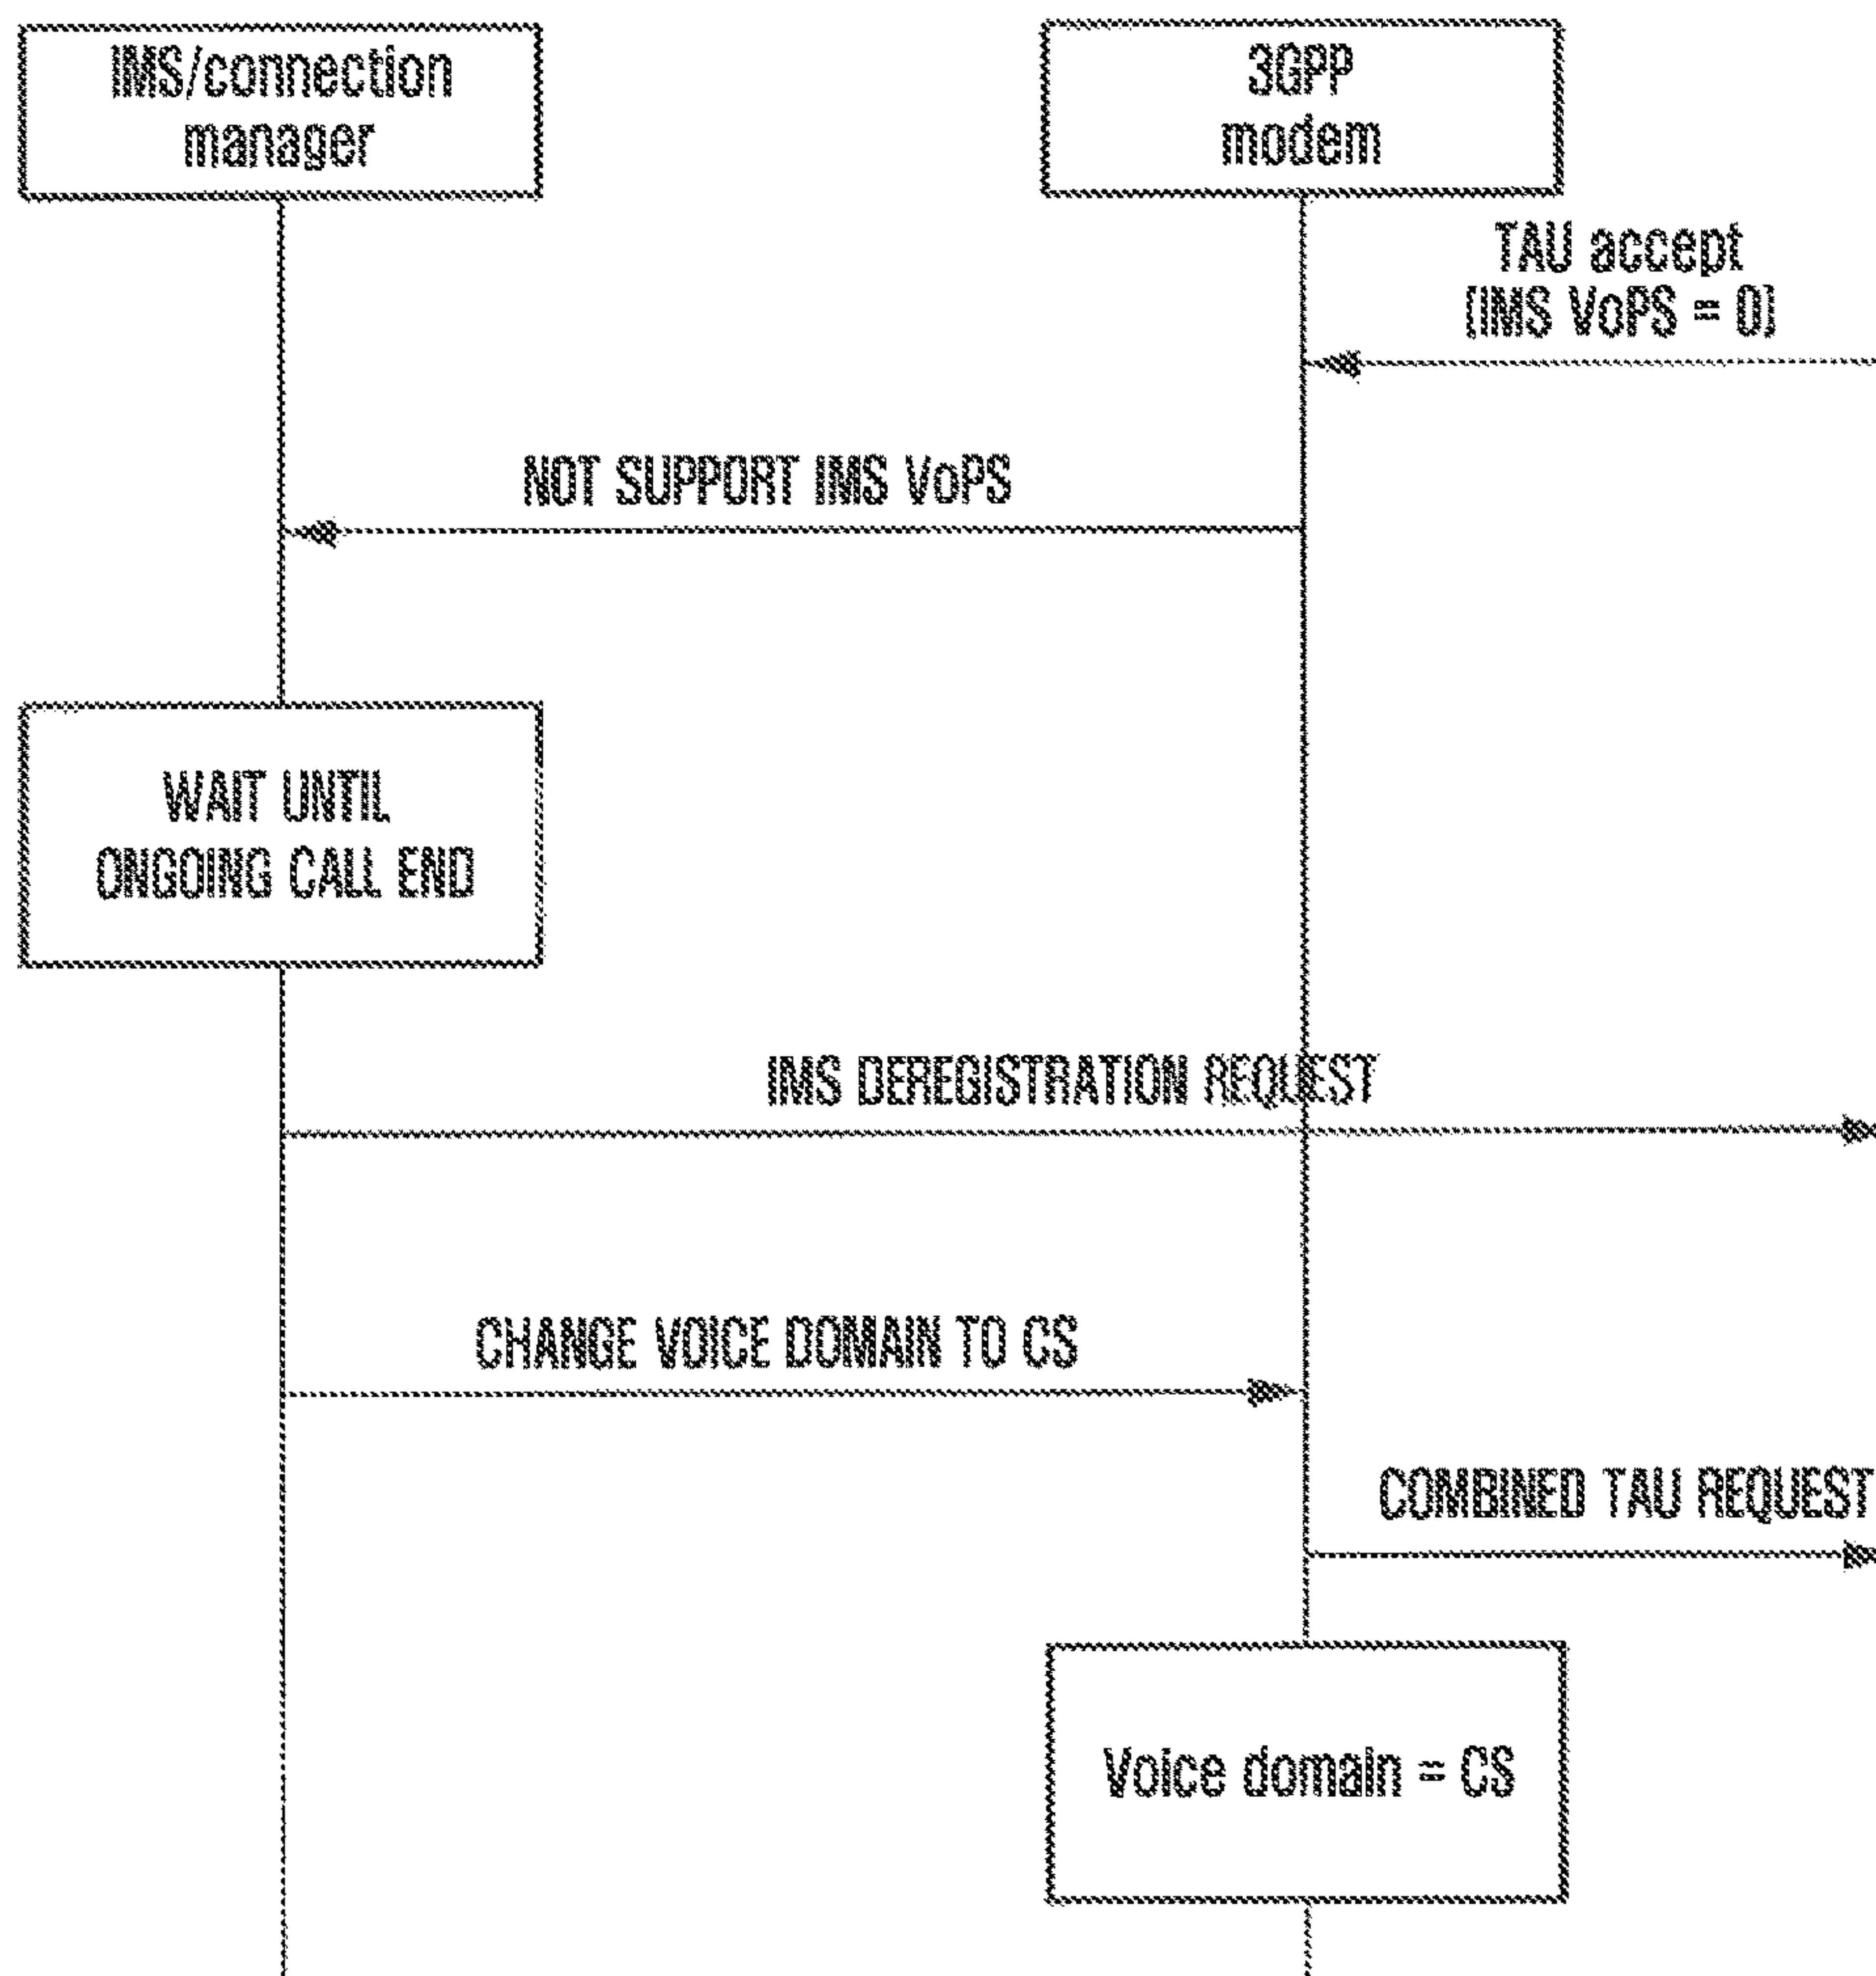 IMS/connection
manager
3GPP
modem
TAU accept
(IMS VoPS = 0)
NOT SUPPORT IMS VoPS
WAIT UNTIL
ONGOING CALL END
IMS DEREGISTRATION REQUEST
CHANGE VOICE DOMAIN TO CS
COMBINED TAU REQUEST
Voice domain = CS